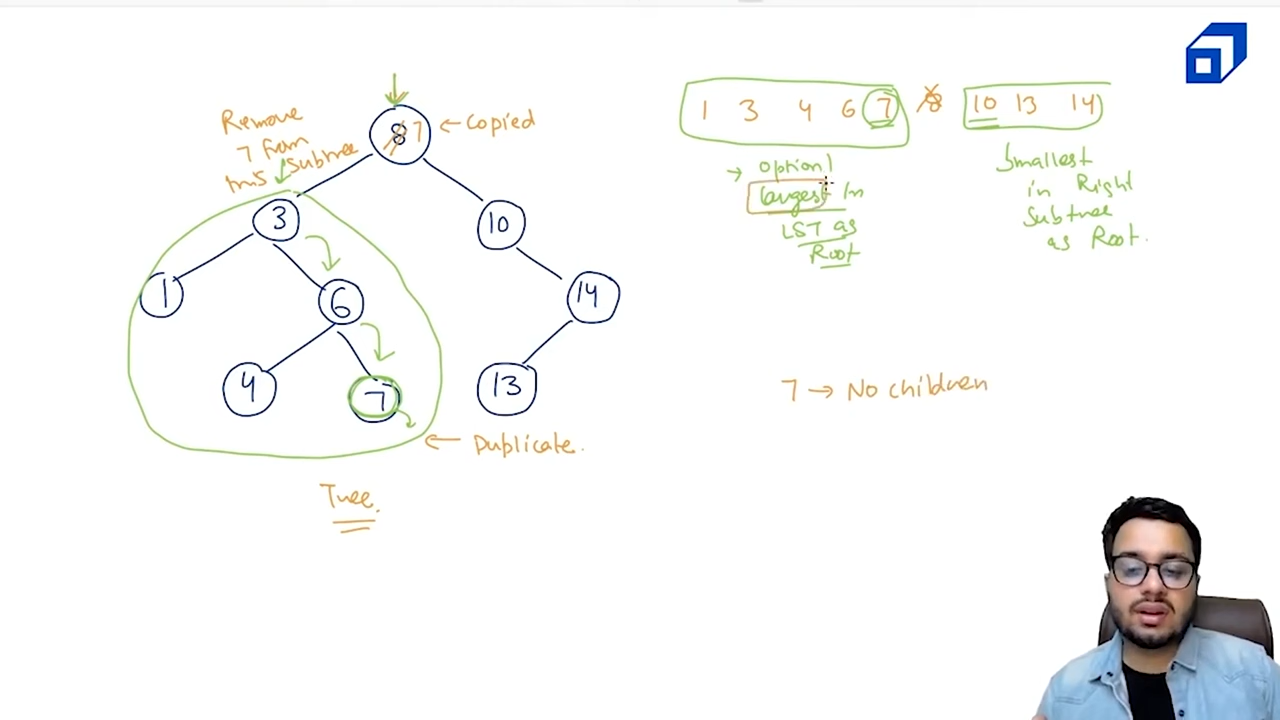 Remove
7 from
this Subtree
8 7
← Copied
3
10
1
6
14
4
7
13
← Duplicate.
Tree.
1 3 4 6 7 8 10 13 14
→ Option 1
largest in
LST as
Root
Smallest
in Right
Subtree
as Root.
7 → No children